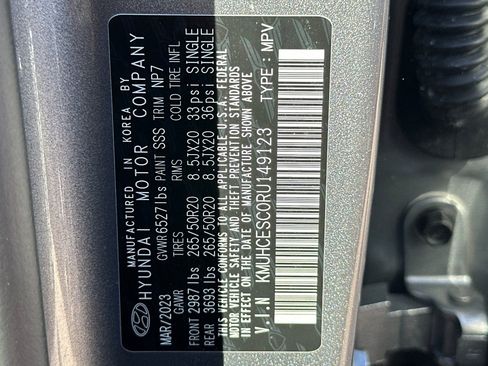 MANUFACTURED IN KOREA BY
HYUNDAI MOTOR COMPANY
MAR/2023 GVWR6527lbs PAINT SSS TRIM NP7
GAWR TIRES RIMS COLD TIRE INFL
FRONT 2987lbs 265/50R20 8.5JX20 33psi SINGLE
REAR 3693lbs 265/50R20 8.5JX20 36psi SINGLE
THIS VEHICLE CONFORMS TO ALL APPLICABLE U.S.A. FEDERAL
MOTOR VEHICLE SAFETY AND THEFT PREVENTION STANDARDS
IN EFFECT ON THE DATE OF MANUFACTURE SHOWN ABOVE
V.I.N KMUHCESC0RU149123 TYPE : MPV